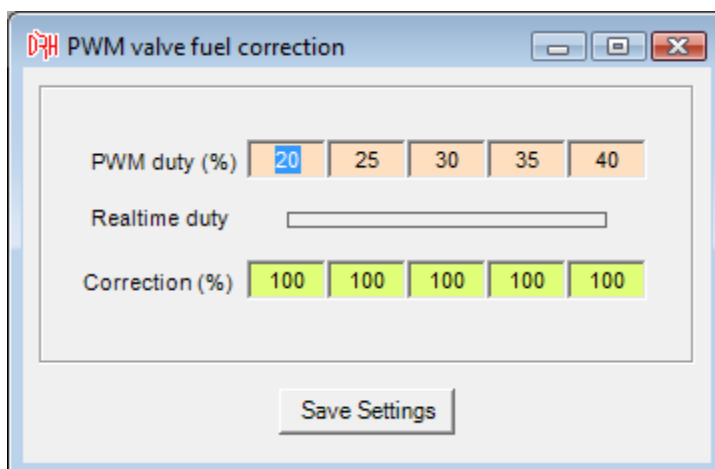 DRH PWM valve fuel correction
PWM duty (%) 20 25 30 35 40
Realtime duty
Correction (%) 100 100 100 100 100
Save Settings